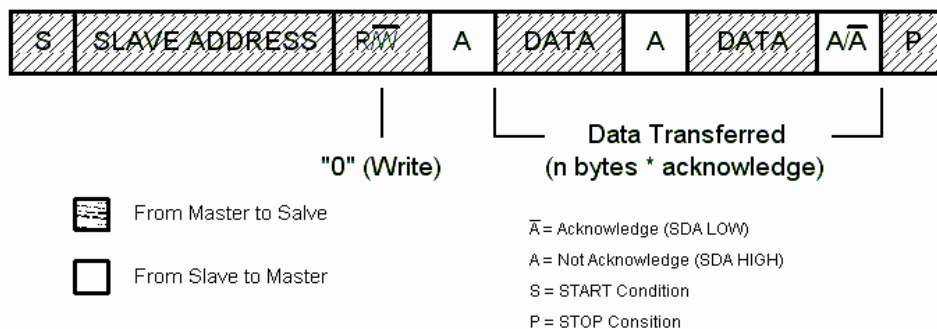 S SLAVE ADDRESS R/W̅ A DATA A DATA A/A̅ P
Data Transferred
"0" (Write) (n bytes * acknowledge)
From Master to Salve
From Slave to Master
A̅ = Acknowledge (SDA LOW)
A = Not Acknowledge (SDA HIGH)
S = START Condition
P = STOP Consition